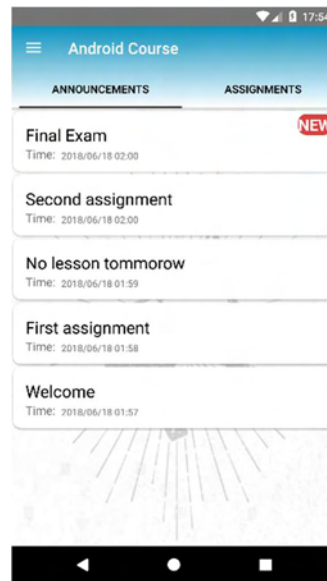 17:54
Android Course
ANNOUNCEMENTS ASSIGNMENTS
Final Exam
NEW
Time: 2018/06/18 02:00
Second assignment
Time: 2018/06/18 02:00
No lesson tommorow
Time: 2018/06/18 01:59
First assignment
Time: 2018/06/18 01:58
Welcome
Time: 2018/06/18 01:57